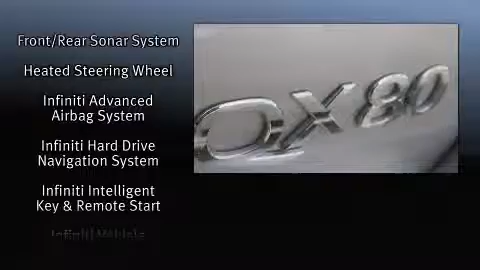 Front/Rear Sonar System
Heated Steering Wheel
Infiniti Advanced
Airbag System
Infiniti Hard Drive
Navigation System
Infiniti Intelligent
Key & Remote Start
QX80